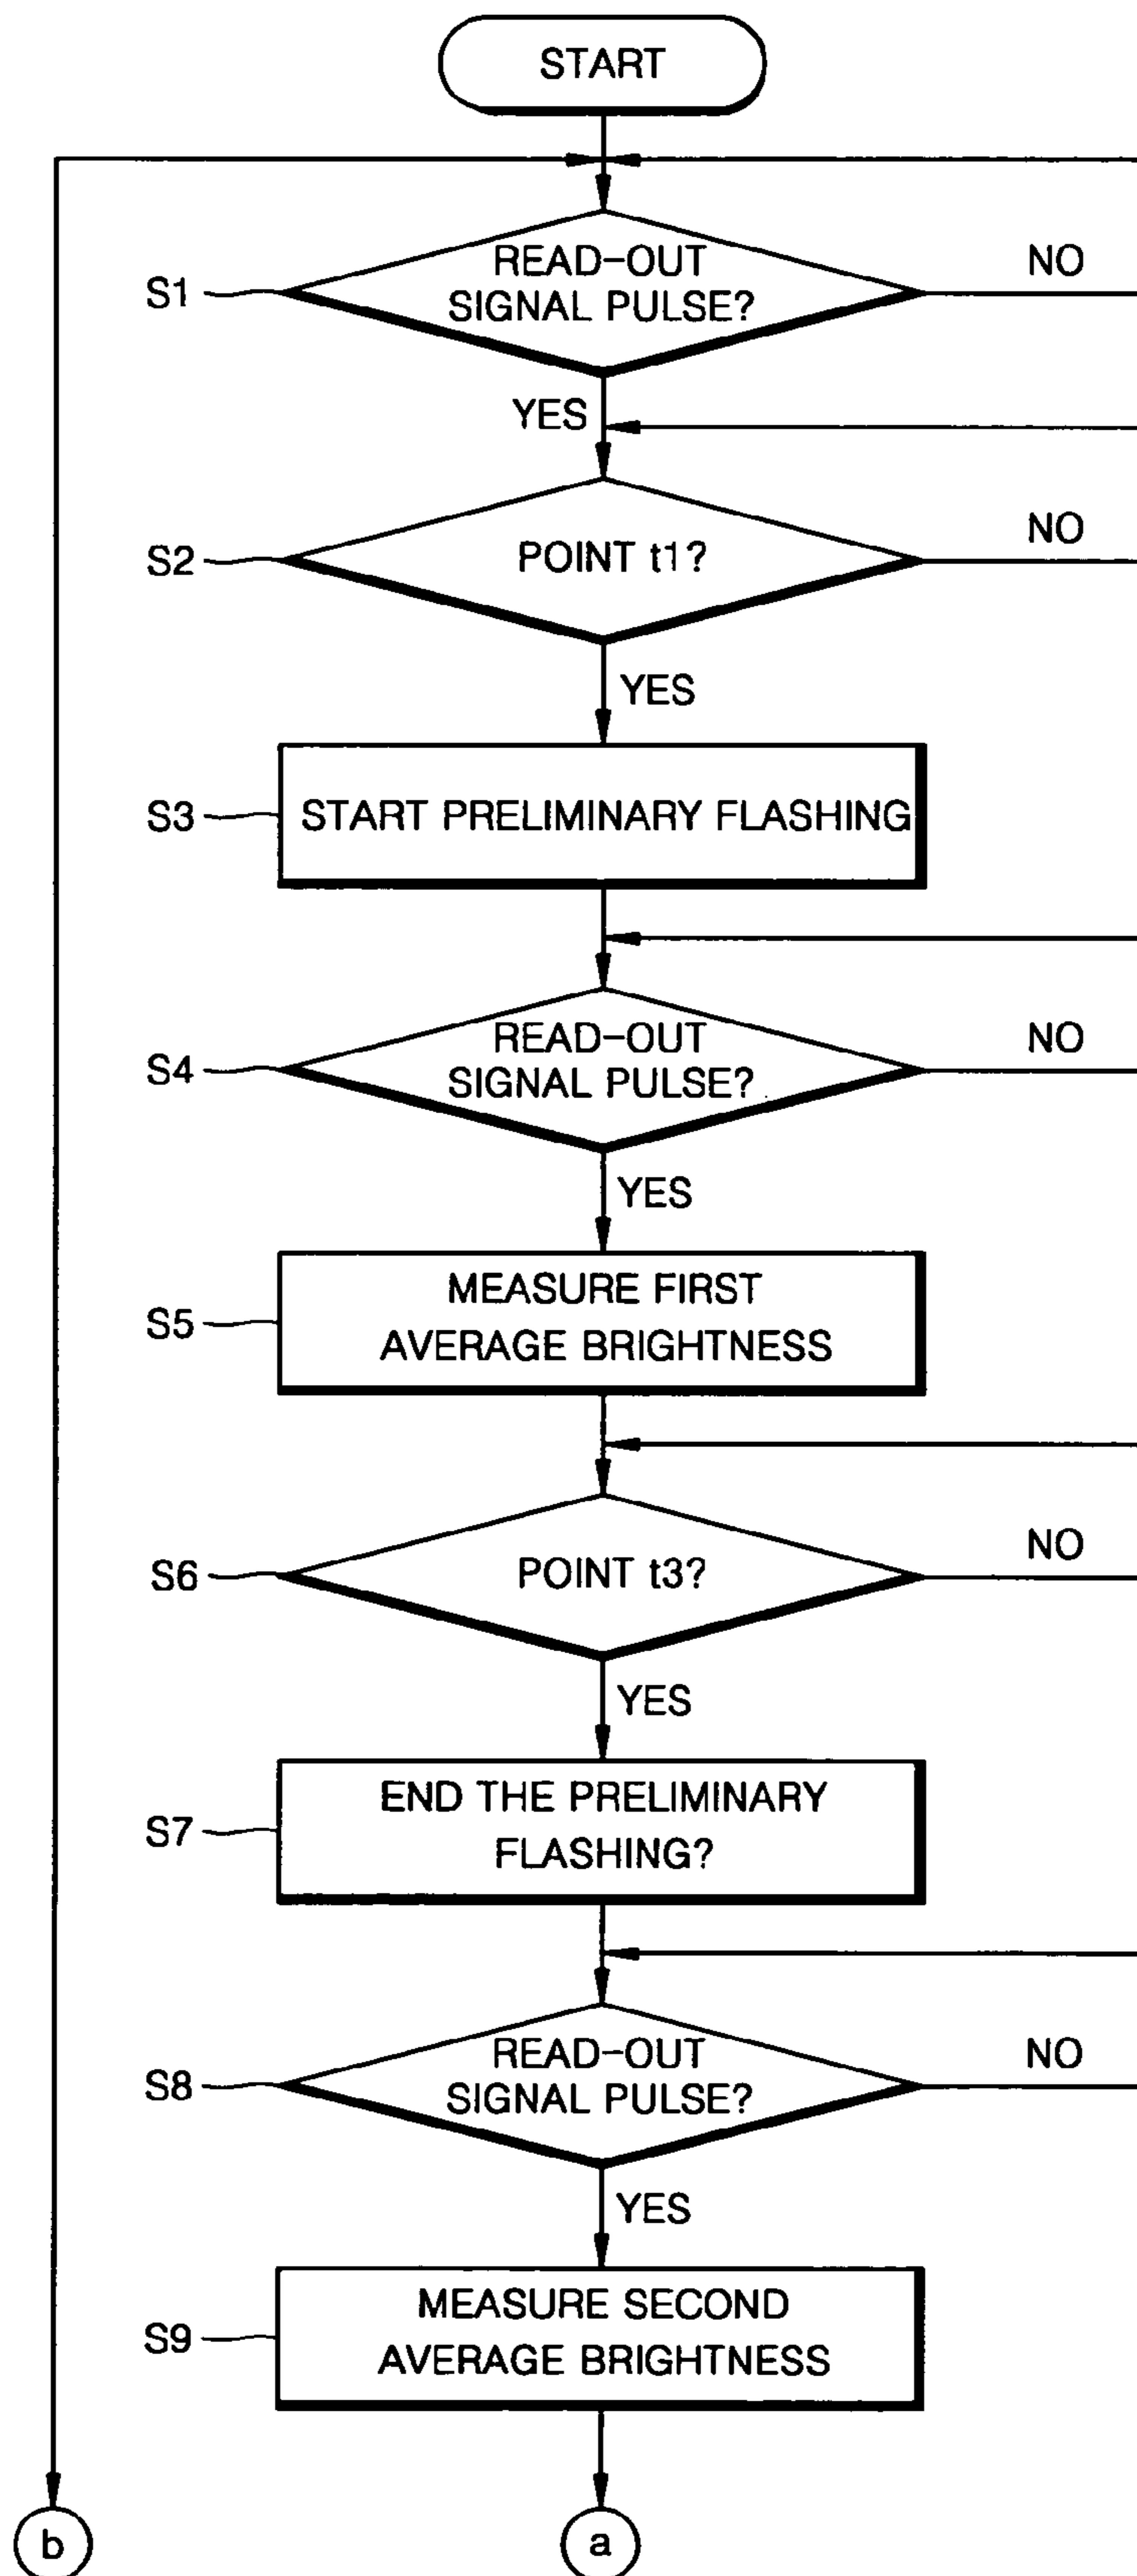 START
READ-OUT
SIGNAL PULSE?
NO
S1
YES
POINT t1?
NO
S2
YES
START PRELIMINARY FLASHING
S3
READ-OUT
SIGNAL PULSE?
NO
S4
YES
MEASURE FIRST
AVERAGE BRIGHTNESS
S5
POINT t3?
NO
S6
YES
END THE PRELIMINARY
FLASHING?
S7
READ-OUT
SIGNAL PULSE?
NO
S8
YES
MEASURE SECOND
AVERAGE BRIGHTNESS
S9
b
a